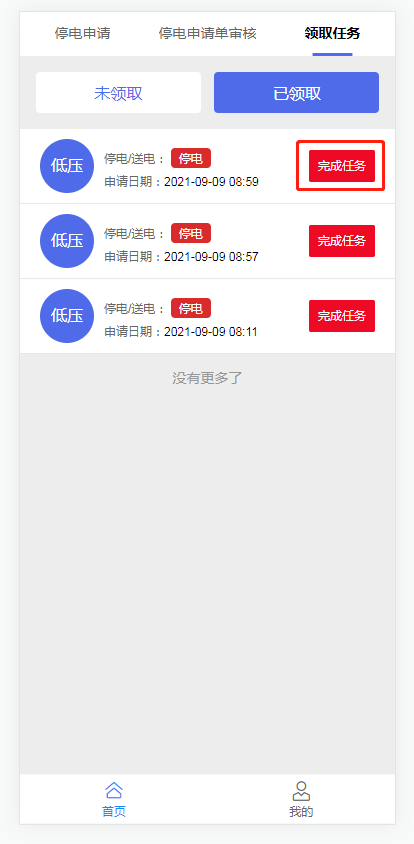 停电申请 停电申请单审核 领取任务
未领取 已领取
低压 停电/送电： 停电 完成任务
申请日期：2021-09-09 08:59
低压 停电/送电： 停电 完成任务
申请日期：2021-09-09 08:57
低压 停电/送电： 停电 完成任务
申请日期：2021-09-09 08:11
没有更多了
首页 我的